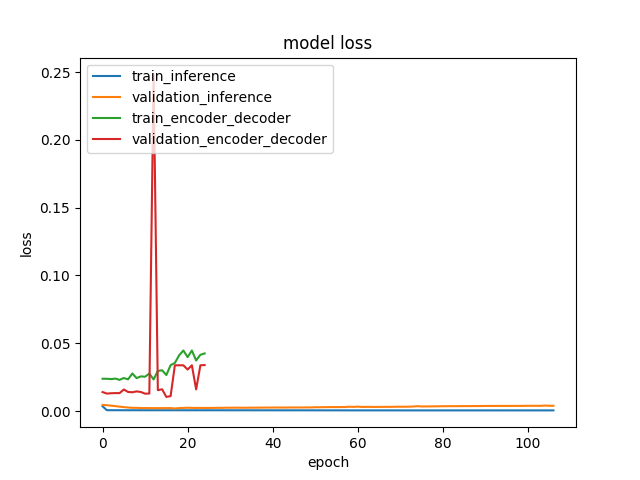 model loss
train_inference
validation_inference
train_encoder_decoder
validation_encoder_decoder
0.25
0.20
0.15
0.10
0.05
0.00
loss
0 20 40 60 80 100
epoch